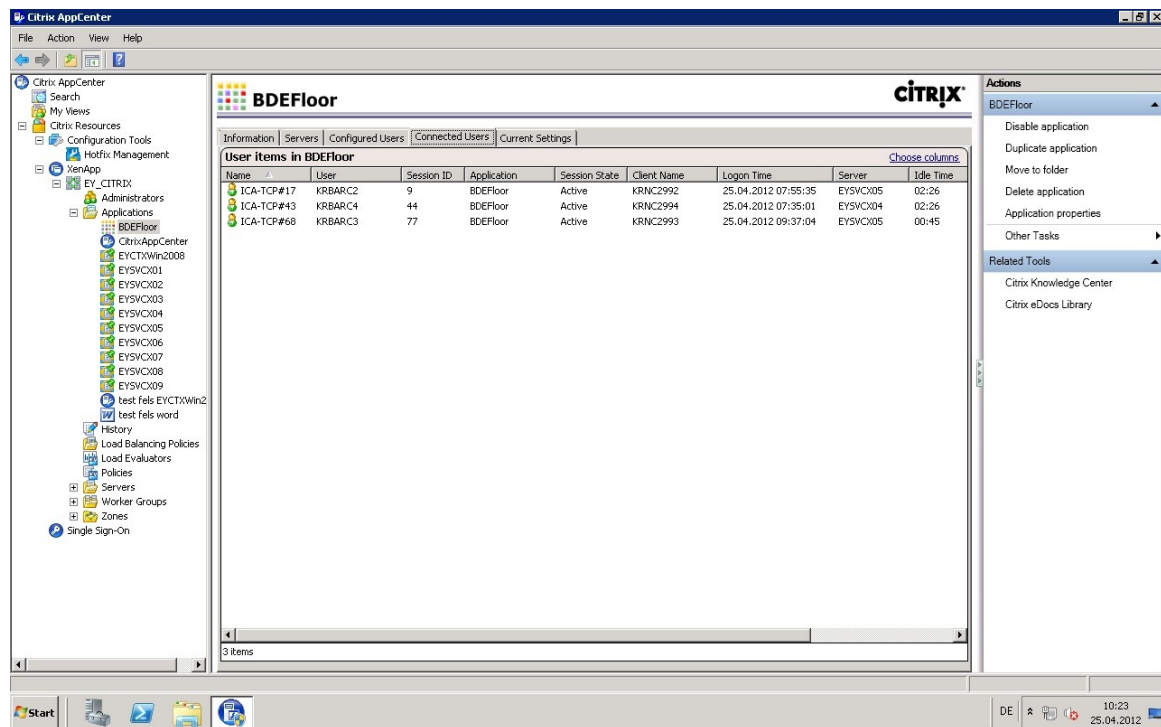 Citrix AppCenter
File Action View Help
Citrix AppCenter
Search
My Views
Citrix Resources
Configuration Tools
Hotfix Management
XenApp
EY_CITRIX
Administrators
Applications
BDEFloor
CitrixAppCenter
EYCTXWin2008
EYSVCX01
EYSVCX02
EYSVCX03
EYSVCX04
EYSVCX05
EYSVCX06
EYSVCX07
EYSVCX08
EYSVCX09
test fels EYCTXWin2
test fels word
History
Load Balancing Policies
Load Evaluators
Policies
Servers
Worker Groups
Zones
Single Sign-On
BDEFloor
CİTRIX
Information Servers Configured Users Connected Users Current Settings
User items in BDEFloor Choose columns
Name User Session ID Application Session State Client Name Logon Time Server Idle Time
ICA-TCP#17 KRBARC2 9 BDEFloor Active KRNC2992 25.04.2012 07:55:35 EYSVCX05 02:26
ICA-TCP#43 KRBARC4 44 BDEFloor Active KRNC2994 25.04.2012 07:35:01 EYSVCX04 02:26
ICA-TCP#68 KRBARC3 77 BDEFloor Active KRNC2993 25.04.2012 09:37:04 EYSVCX05 00:45
3 items
Actions
BDEFloor
Disable application
Duplicate application
Move to folder
Delete application
Application properties
Other Tasks
Related Tools
Citrix Knowledge Center
Citrix eDocs Library
Start
DE
10:23
25.04.2012